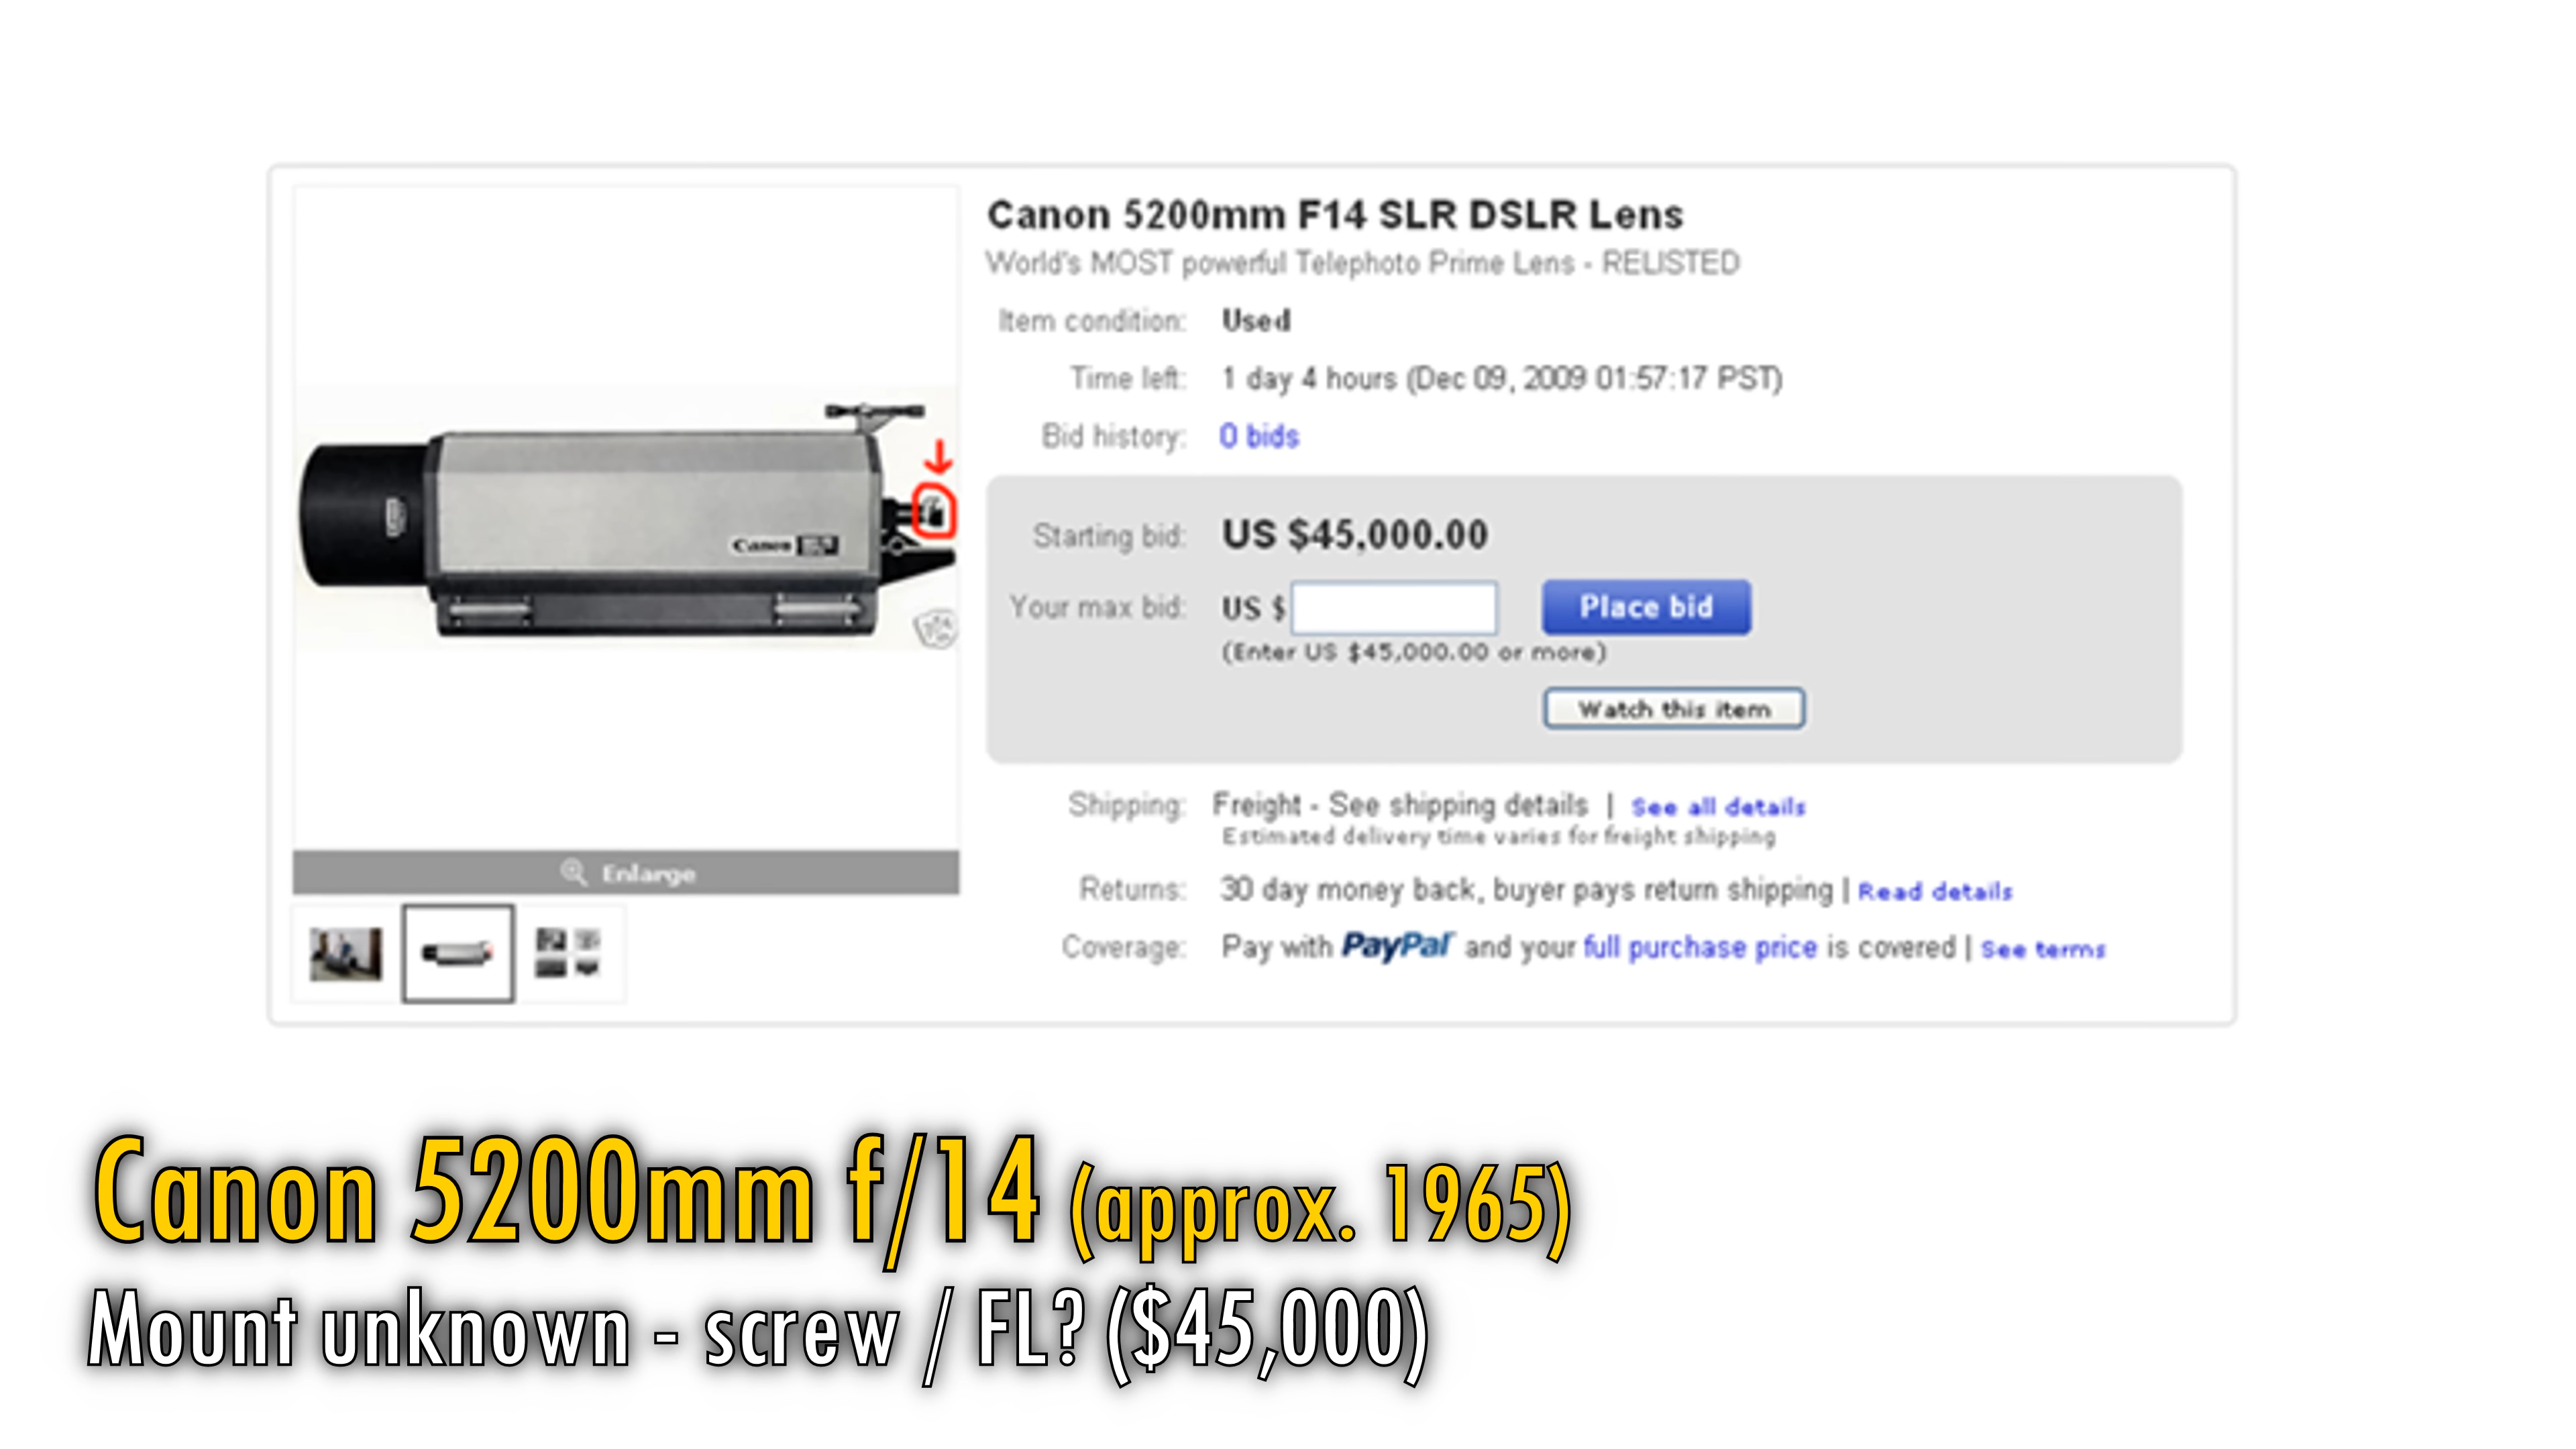 Canon 5200mm F14 SLR DSLR Lens
World's MOST powerful Telephoto Prime Lens - RELISTED
Item condition: Used
Time left: 1 day 4 hours (Dec 09, 2009 01:57:17 PST)
Bid history: 0 bids
Starting bid: US $45,000.00
Your max bid: US $ Place bid
(Enter US $45,000.00 or more)
Watch this item
Shipping: Freight - See shipping details | See all details
Estimated delivery time varies for freight shipping
Returns: 30 day money back, buyer pays return shipping | Read details
Coverage: Pay with PayPal and your full purchase price is covered | See terms
Canon
Enlarge
Canon 5200mm f/14 (approx. 1965)
Mount unknown - screw / FL? ($45,000)